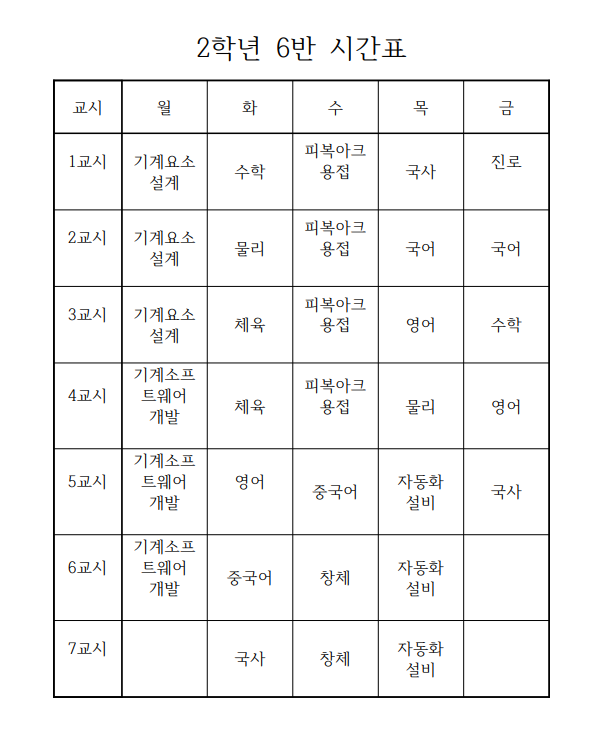 2학년 6반 시간표
교시 월 화 수 목 금
1교시 기계요소 설계 수학 피복아크 용접 국사 진로
2교시 기계요소 설계 물리 피복아크 용접 국어 국어
3교시 기계요소 설계 체육 피복아크 용접 영어 수학
4교시 기계소프트웨어 개발 체육 피복아크 용접 물리 영어
5교시 기계소프트웨어 개발 영어 중국어 자동화 설비 국사
6교시 기계소프트웨어 개발 중국어 창체 자동화 설비
7교시 국사 창체 자동화 설비